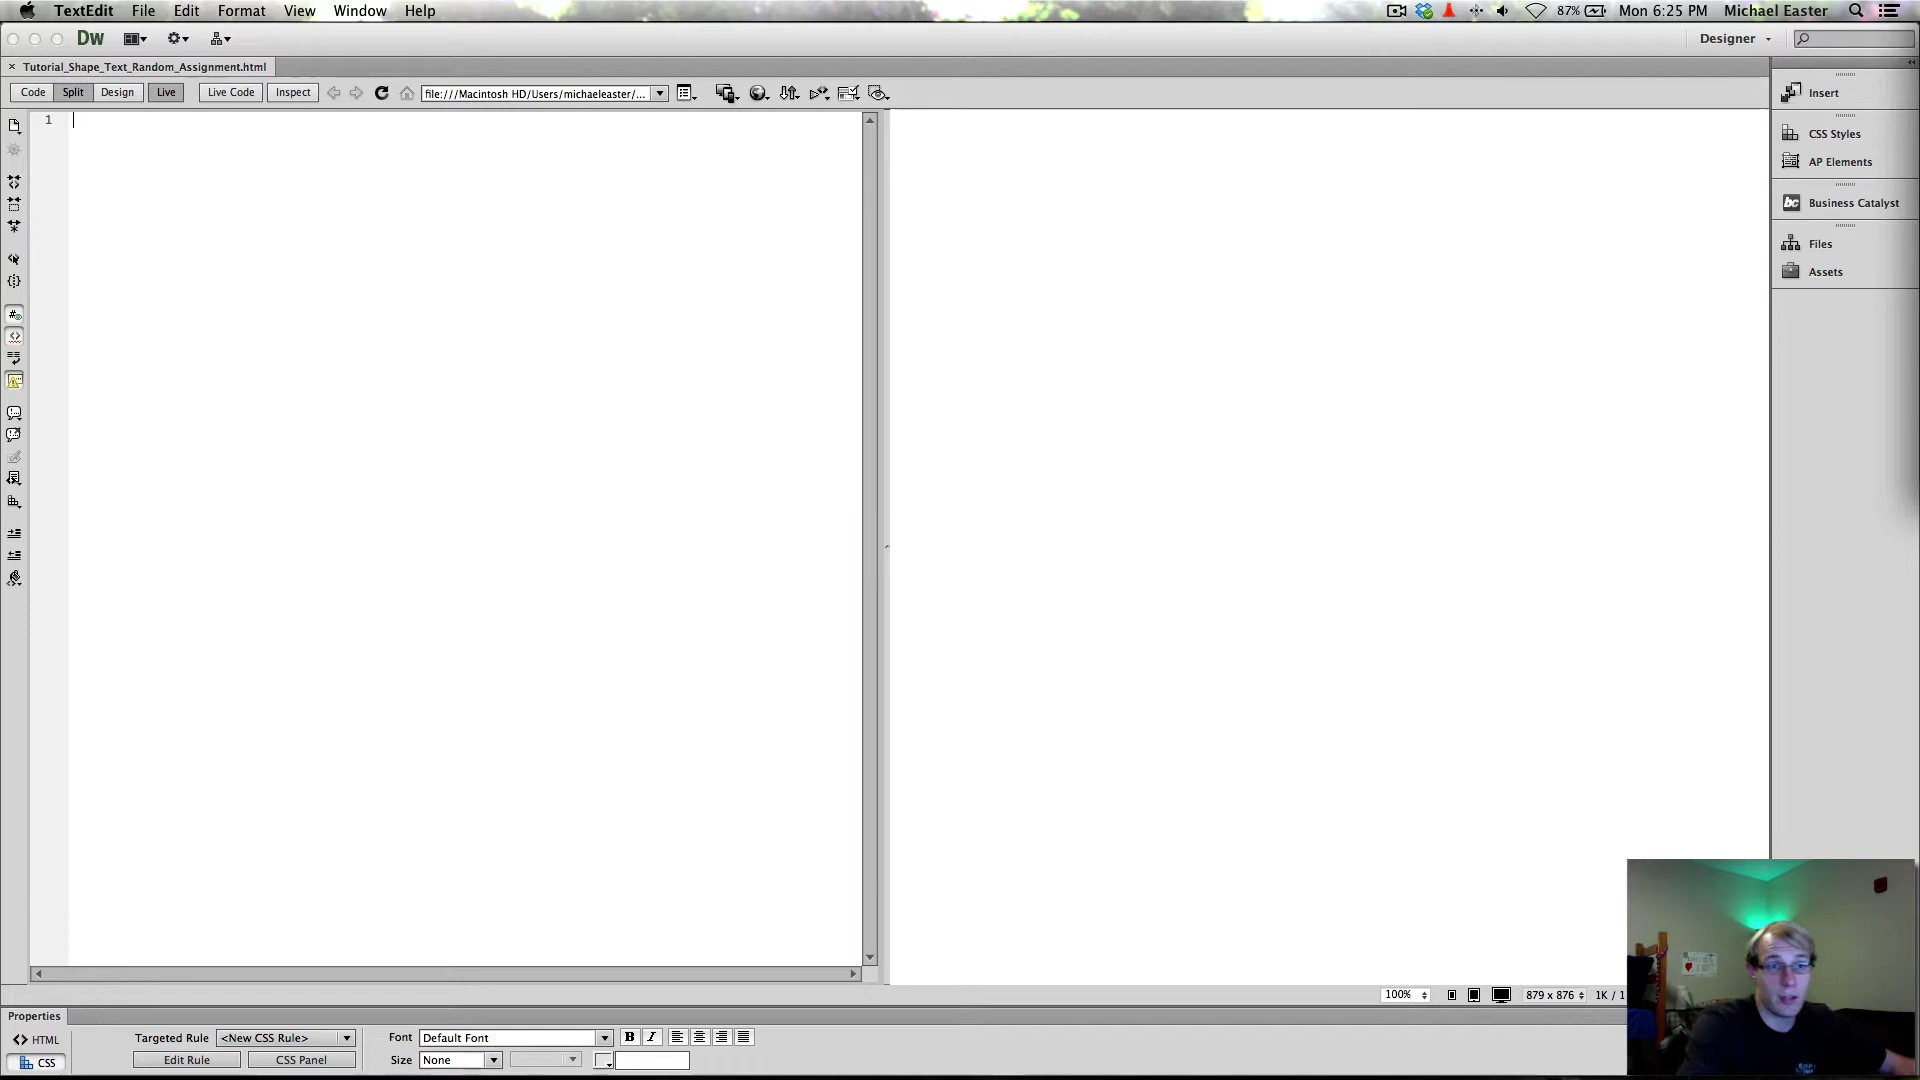 TextEdit File Edit Format View Window Help 87% Mon 6:25 PM Michael Easter
Dw Designer
Tutorial_Shape_Text_Random_Assignment.html
Code Split Design Live Live Code Inspect file:///Macintosh HD/Users/michaeleaster/...
1
Insert
CSS Styles
AP Elements
bc Business Catalyst
Files
Assets
100% 879 x 876 1K / 1
Properties
HTML Targeted Rule <New CSS Rule> Font Default Font B I
CSS Edit Rule CSS Panel Size None